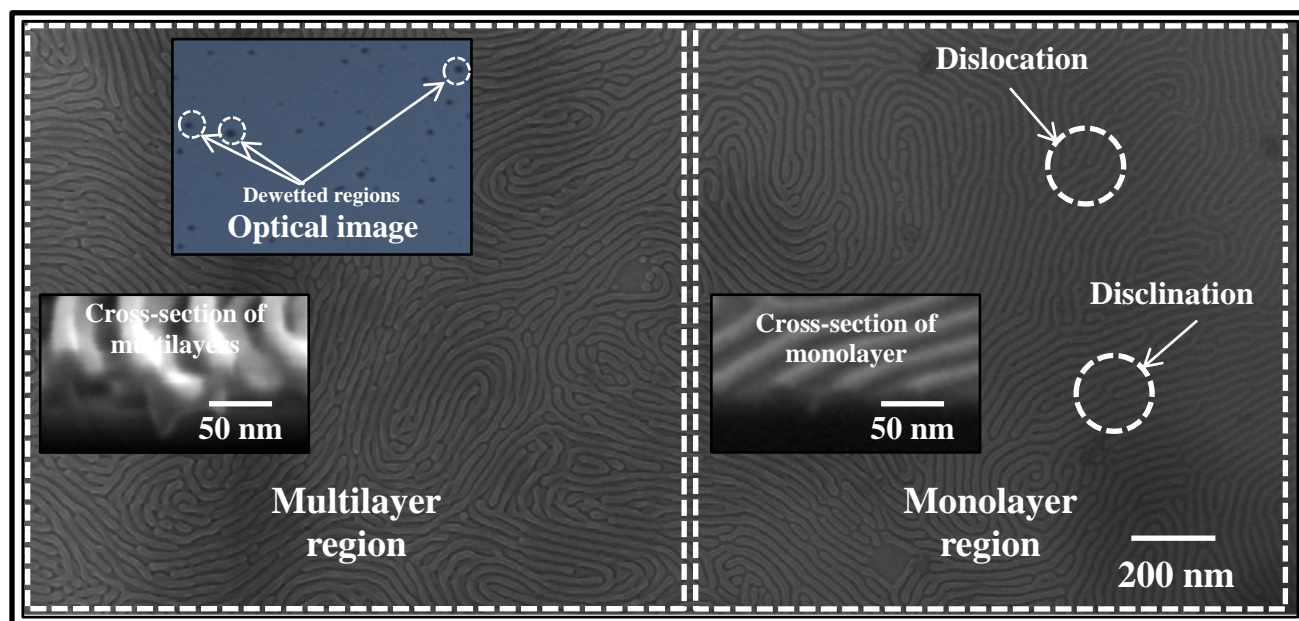 Dewetted regions
Optical image
Cross-section of
multilayers
50 nm
Multilayer
region
Dislocation
Disclination
Cross-section of
monolayer
50 nm
Monolayer
region
200 nm